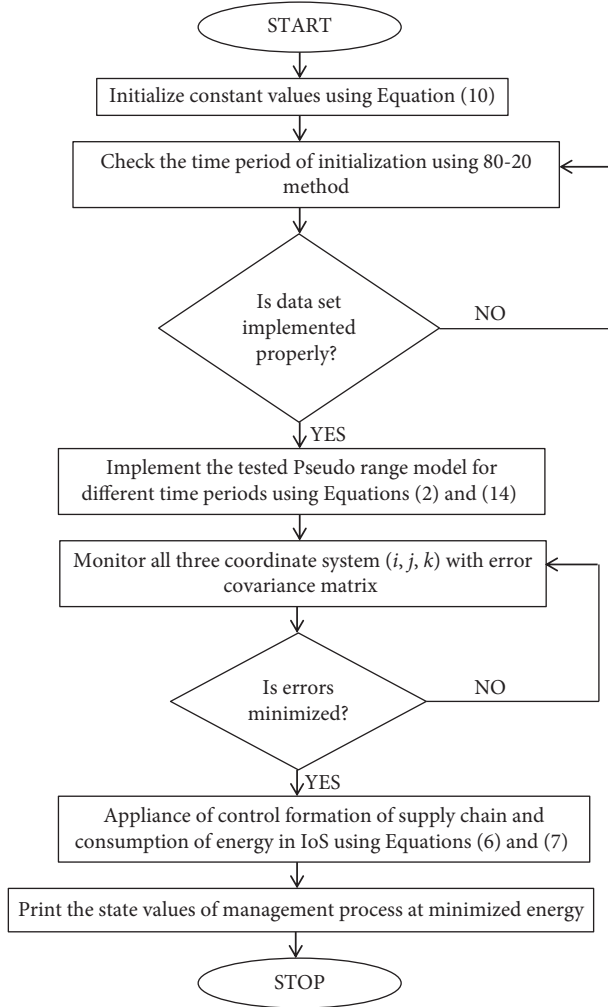 START
Initialize constant values using Equation (10)
Check the time period of initialization using 80-20
method
Is data set
implemented
properly?
NO
YES
Implement the tested Pseudo range model for
different time periods using Equations (2) and (14)
Monitor all three coordinate system (i, j, k) with error
covariance matrix
Is errors
minimized?
NO
YES
Appliance of control formation of supply chain and
consumption of energy in IoS using Equations (6) and (7)
Print the state values of management process at minimized energy
STOP